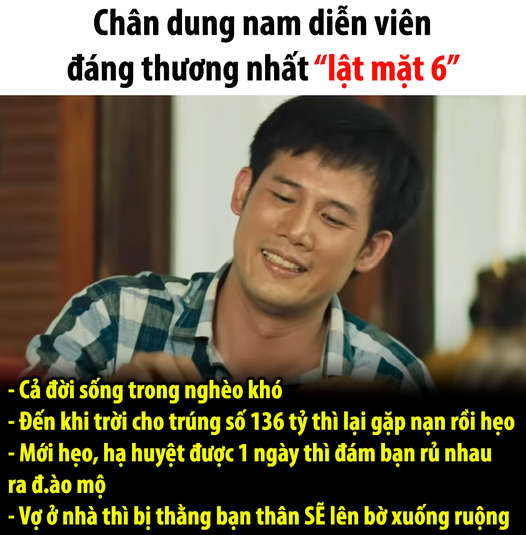 Chân dung nam diễn viên
đáng thương nhất “lật mặt 6”
- Cả đời sống trong nghèo khó
- Đến khi trời cho trúng số 136 tỷ thì lại gặp nạn rồi hẹo
- Mới hẹo, hạ huyệt được 1 ngày thì đám bạn rủ nhau
ra đ.ào mộ
- Vợ ở nhà thì bị thằng bạn thân SẼ lên bờ xuống ruộng